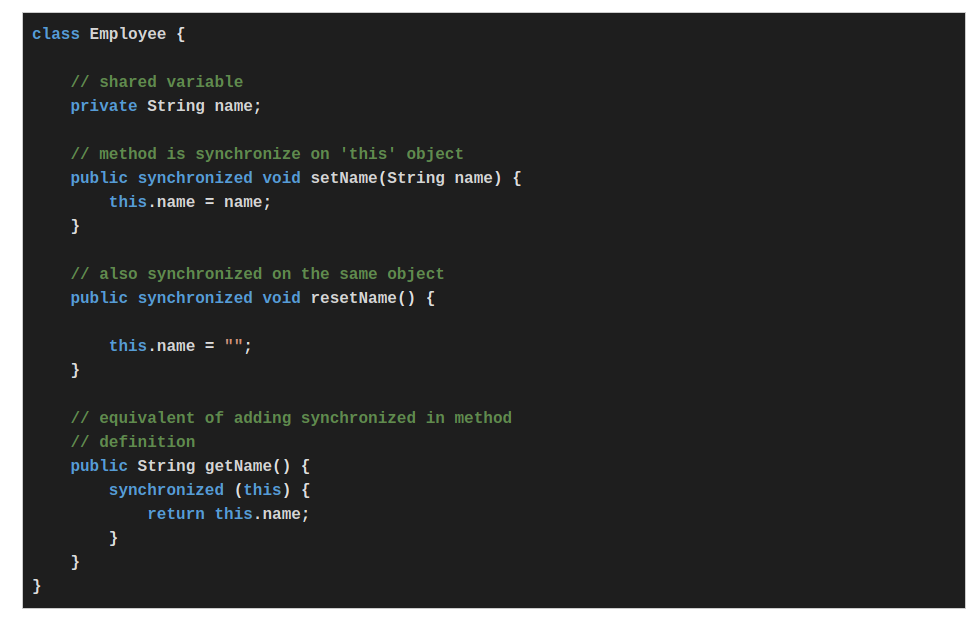 class Employee {
// shared variable
private String name;
// method is synchronize on 'this' object
public synchronized void setName(String name) {
this.name = name;
}
// also synchronized on the same object
public synchronized void resetName() {
this.name = "";
}
// equivalent of adding synchronized in method
// definition
public String getName() {
synchronized (this) {
return this.name;
}
}
}